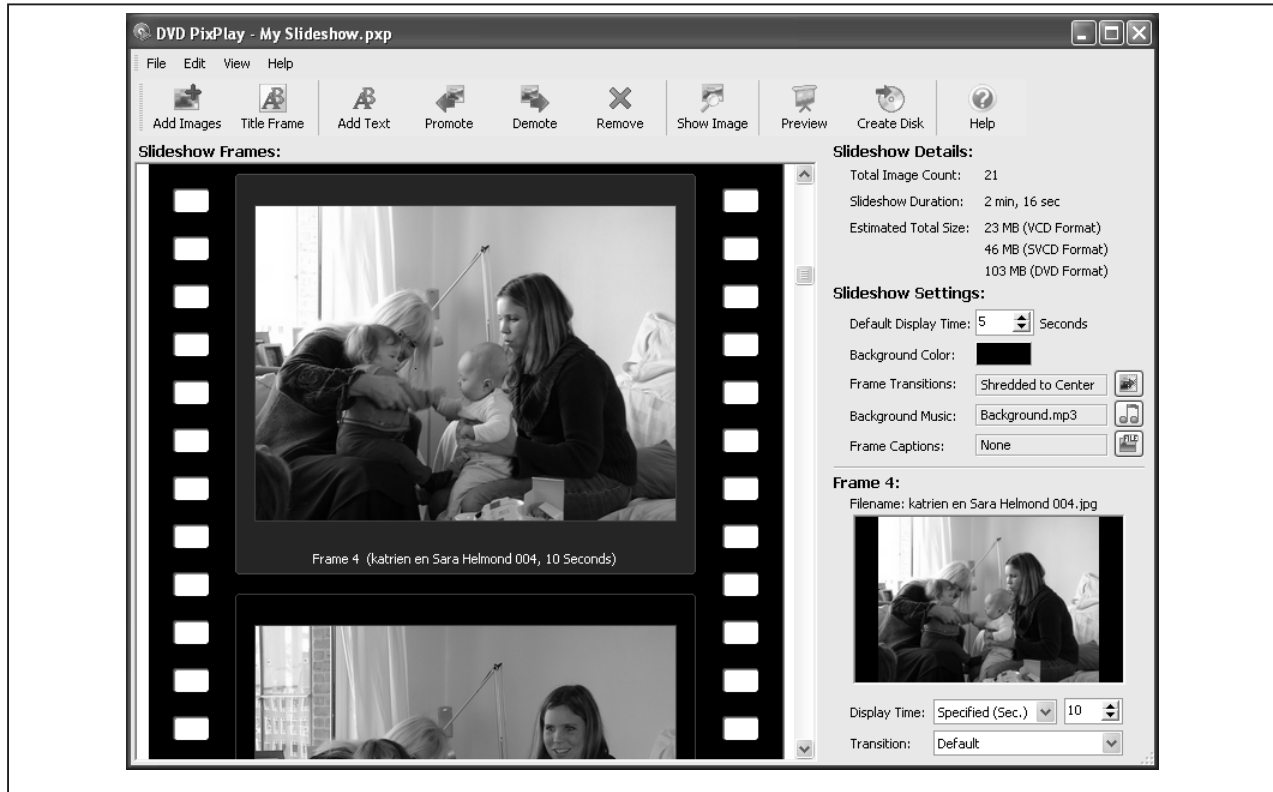 DVD PixPlay - My Slideshow.pxp
File Edit View Help
Add Images Title Frame Add Text Promote Demote Remove Show Image Preview Create Disk Help
Slideshow Frames:
Frame 4 (katrien en Sara Helmond 004, 10 Seconds)
Slideshow Details:
Total Image Count: 21
Slideshow Duration: 2 min, 16 sec
Estimated Total Size: 23 MB (VCD Format)
46 MB (SVCD Format)
103 MB (DVD Format)
Slideshow Settings:
Default Display Time: 5 Seconds
Background Color:
Frame Transitions: Shredded to Center
Background Music: Background.mp3
Frame Captions: None
FILE
Frame 4:
Filename: katrien en Sara Helmond 004.jpg
Display Time: Specified (Sec.) 10
Transition: Default